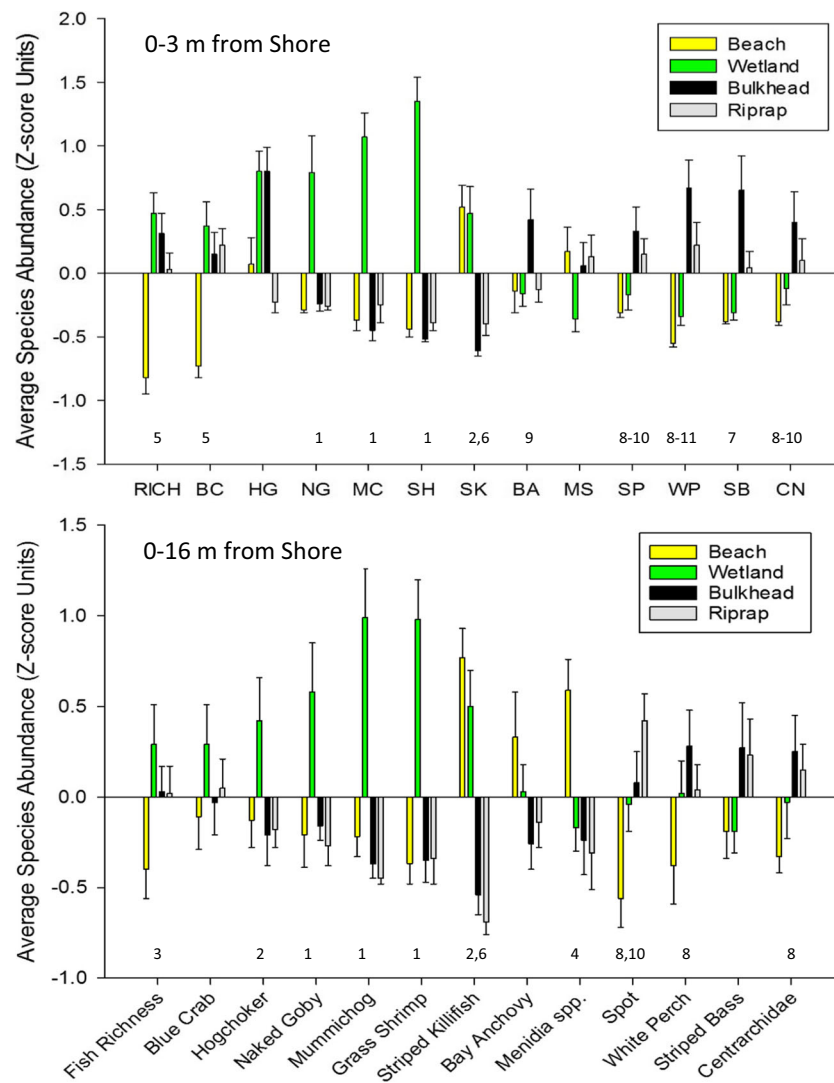 2.0
1.5
1.0
0.5
0.0
-0.5
-1.0
-1.5
Average Species Abundance (Z-score Units)
0-3 m from Shore
Beach
Wetland
Bulkhead
Riprap
5 5 1 1 1 2,6 9 8-10 8-11 7 8-10
RICH BC HG NG MC SH SK BA MS SP WP SB CN
1.5
1.0
0.5
0.0
-0.5
-1.0
Average Species Abundance (Z-score Units)
0-16 m from Shore
Beach
Wetland
Bulkhead
Riprap
3 2 1 1 1 2,6 4 8,10 8 8
Fish Richness
Blue Crab
Hogchoker
Naked Goby
Mummichog
Grass Shrimp
Striped Killifish
Bay Anchovy
Menidia spp.
Spot
White Perch
Striped Bass
Centrarchidae